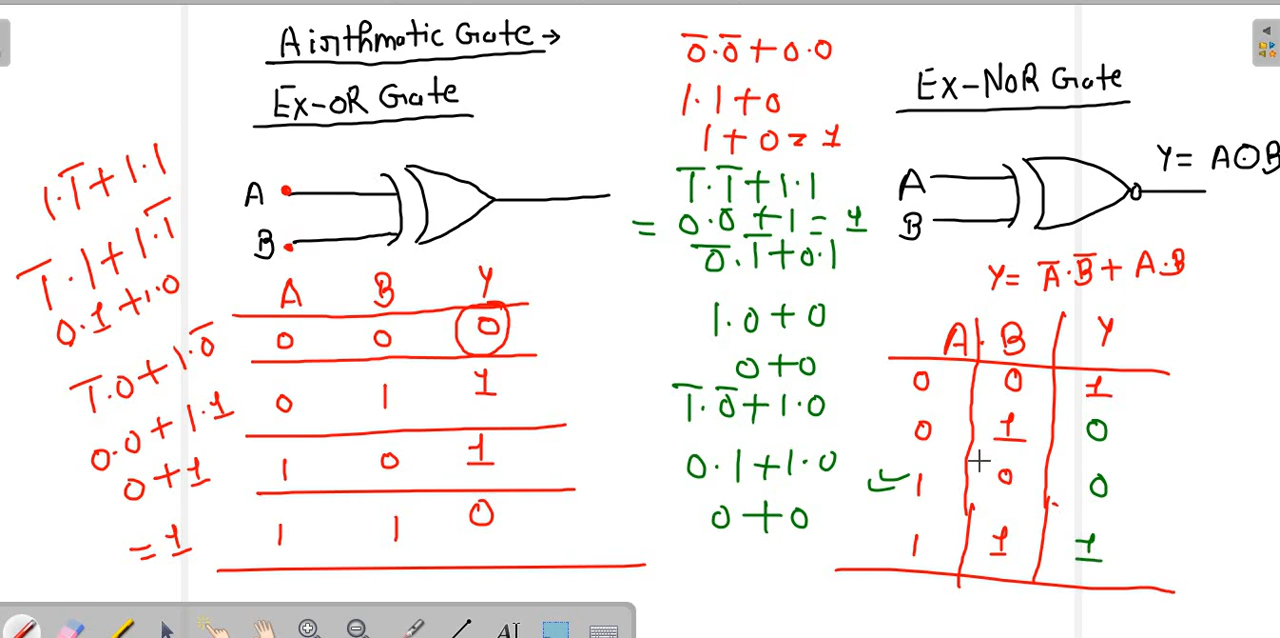 Airthmatic Gate →
Ex-OR Gate
A
B
A B Y
0 0 0
0 1 1
1 0 1
1 1 0
1.1̅+1.1
1̅.1+1.1̅
0.1+1.0
1̅.0+1.0̅
0.0+1.1
0+1
=1
0̅.0̅+0.0
1.1+0
1+0=1
1̅.1̅+1.1
=0.0+1=1
0̅.1̅+0.1
1.0+0
0+0
1̅.0̅+1.0
0.1+1.0
0+0
Ex-NOR Gate
A
B
Y= A⊙B
Y= A̅.B̅+A.B
A B Y
0 0 1
0 1 0
1 0 0
1 1 1
AI